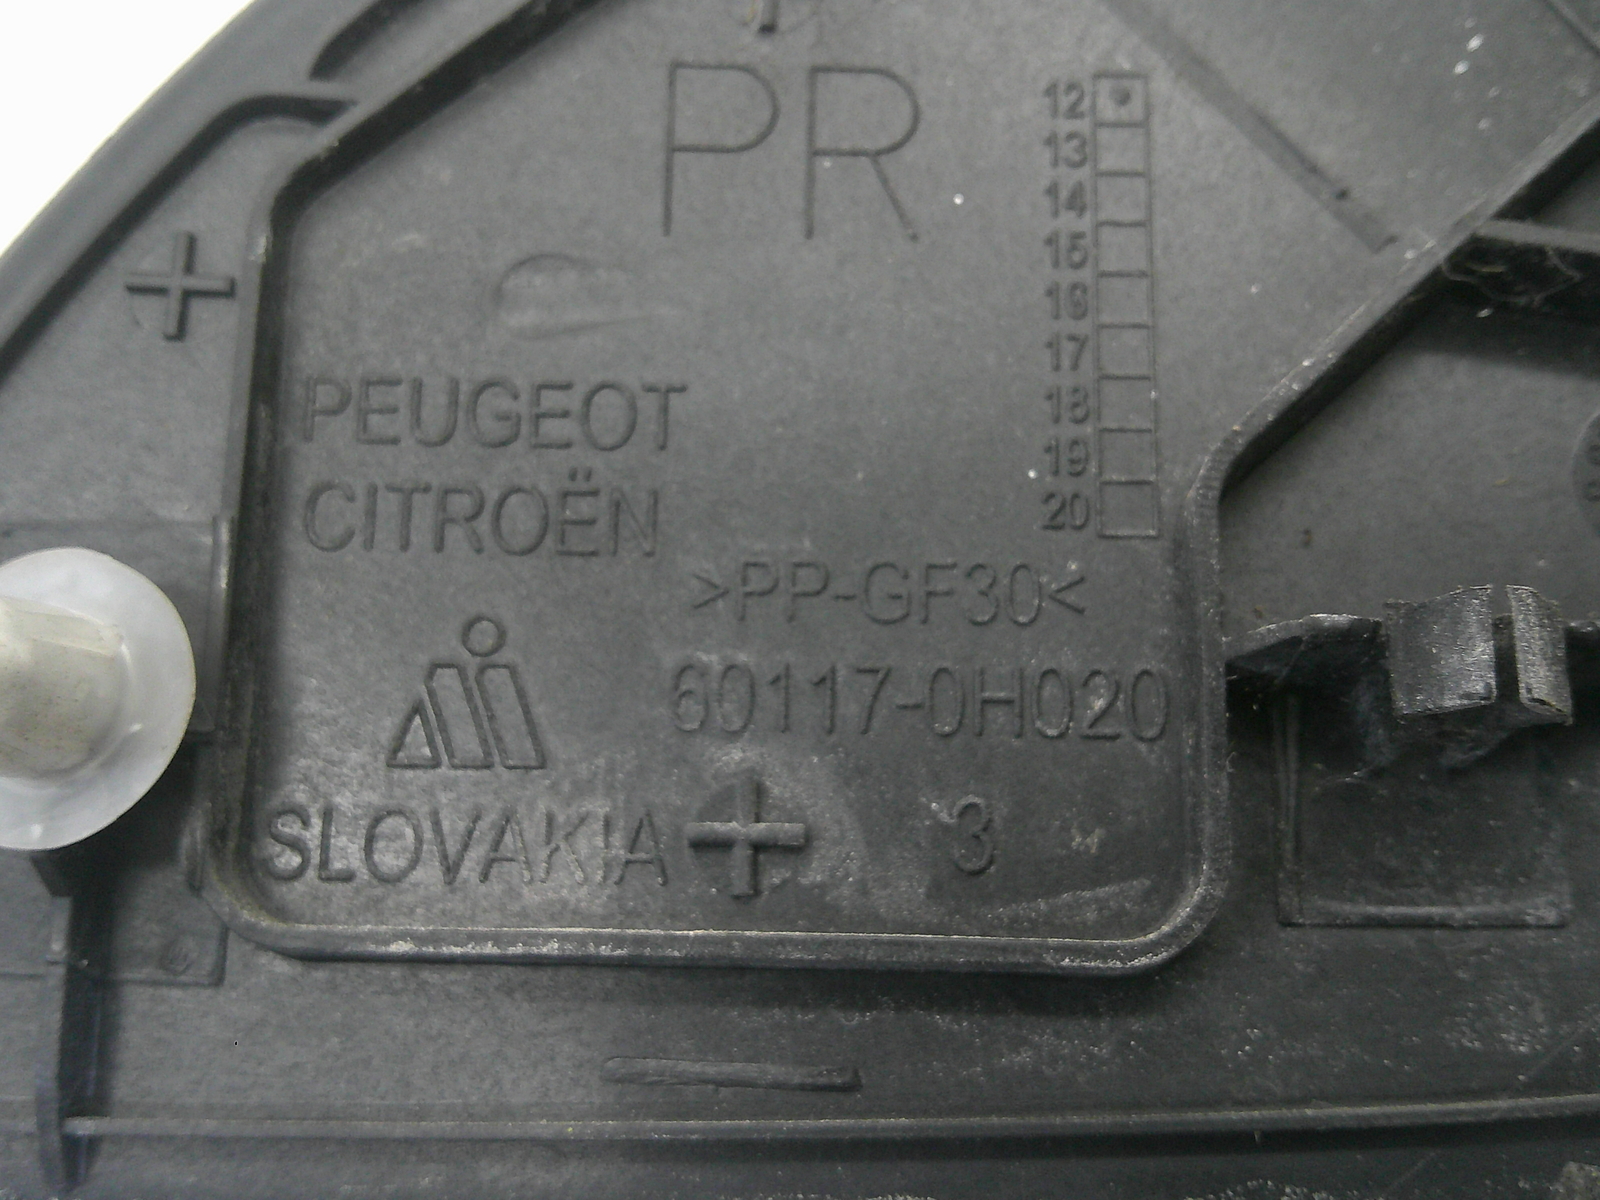 PR
12
13
14
15
16
17
18
19
20
PEUGEOT
CITROËN
>PP-GF30<
60117-0H020
SLOVAKIA
3